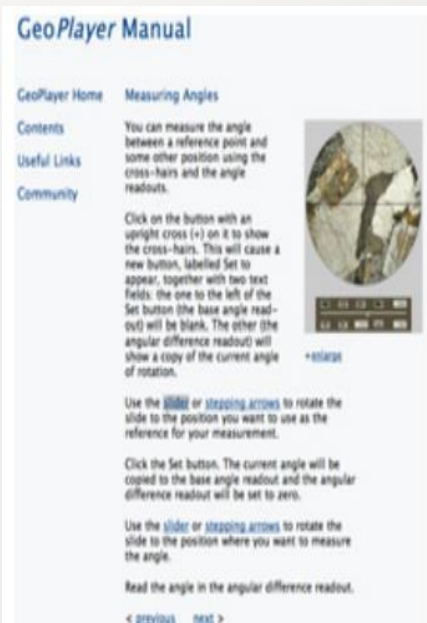 GeoPlayer Manual
GeoPlayer Home
Contents
Useful Links
Community
Measuring Angles
You can measure the angle
between a reference point and
some other position using the
cross-hairs and the angle
readouts.
Click on the button with an
upright cross (+) on it to show
the cross-hairs. This will cause a
new button, labelled Set to
appear, together with two text
fields: the one to the left of the
Set button (the base angle read-
out) will be blank. The other (the
angular difference readout) will
show a copy of the current angle
of rotation.
+enlarge
Use the slider or stepping arrows to rotate the
slide to the position you want to use as the
reference for your measurement.
Click the Set button. The current angle will be
copied to the base angle readout and the angular
difference readout will be set to zero.
Use the slider or stepping arrows to rotate the
slide to the position where you want to measure
the angle.
Read the angle in the angular difference readout.
< previous next >